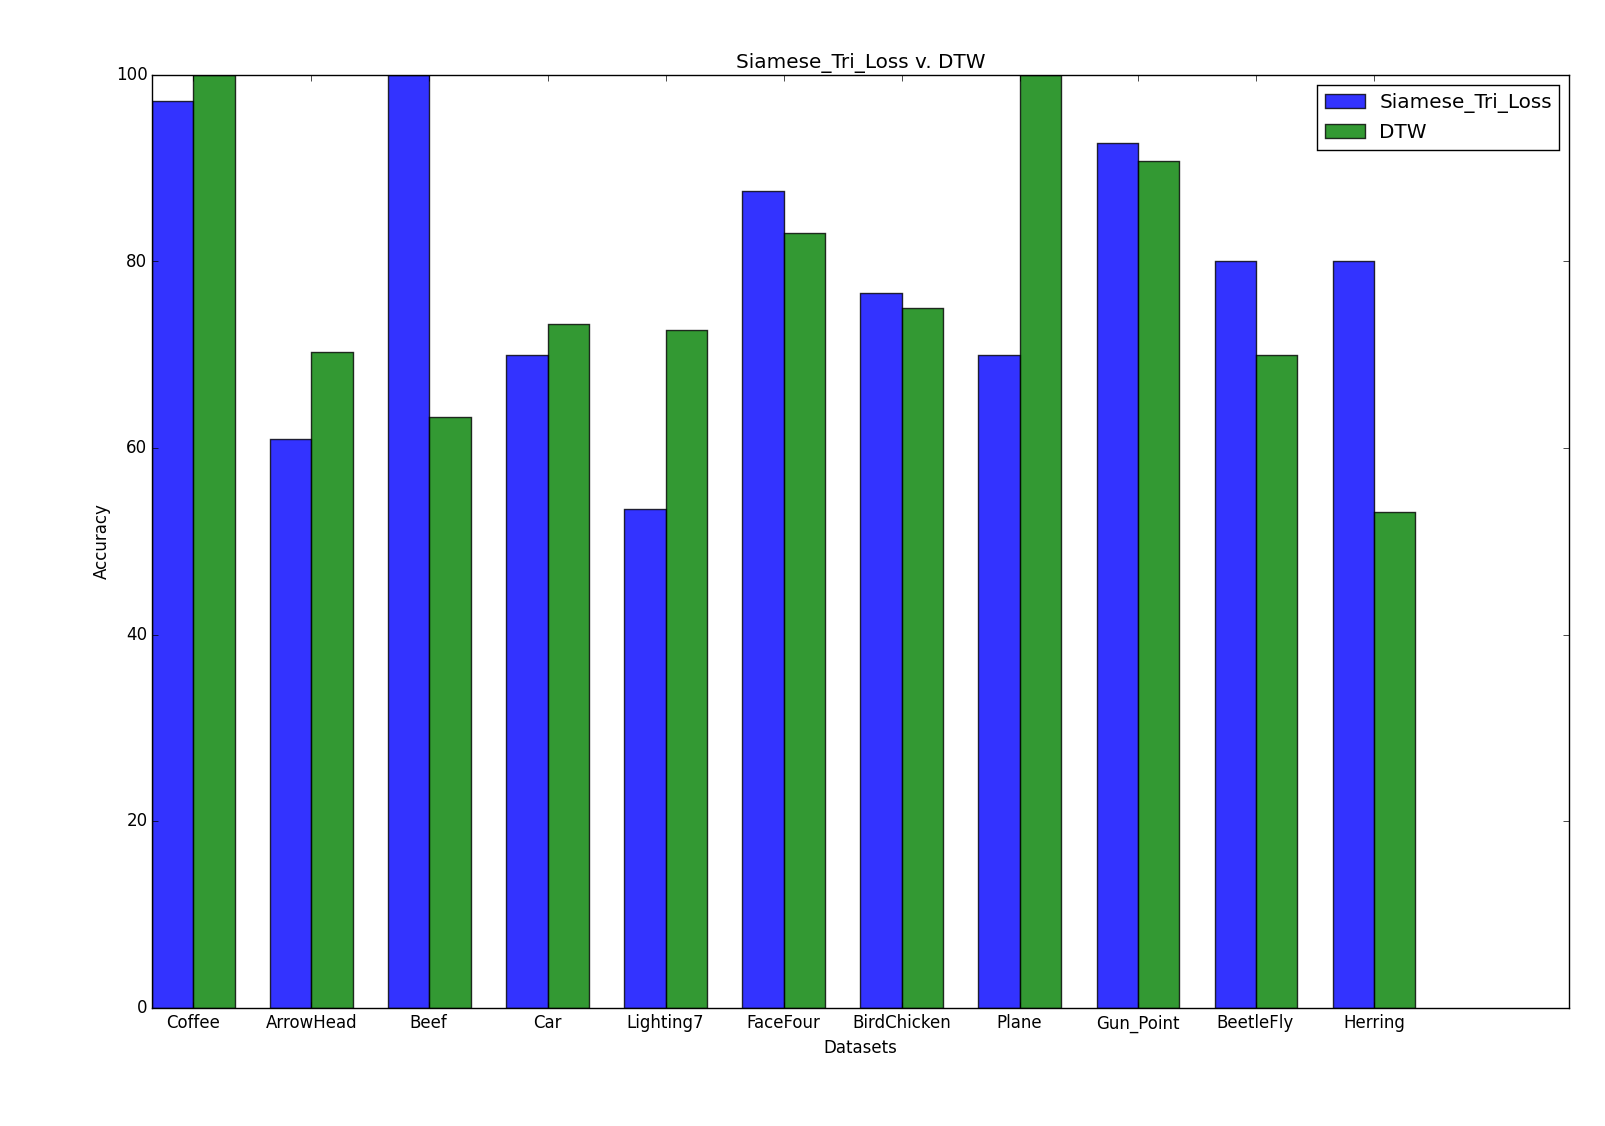 Siamese_Tri_Loss v. DTW
Siamese_Tri_Loss
DTW
100
80
60
40
20
0
Accuracy
Coffee ArrowHead Beef Car Lighting7 FaceFour BirdChicken Plane Gun_Point BeetleFly Herring
Datasets